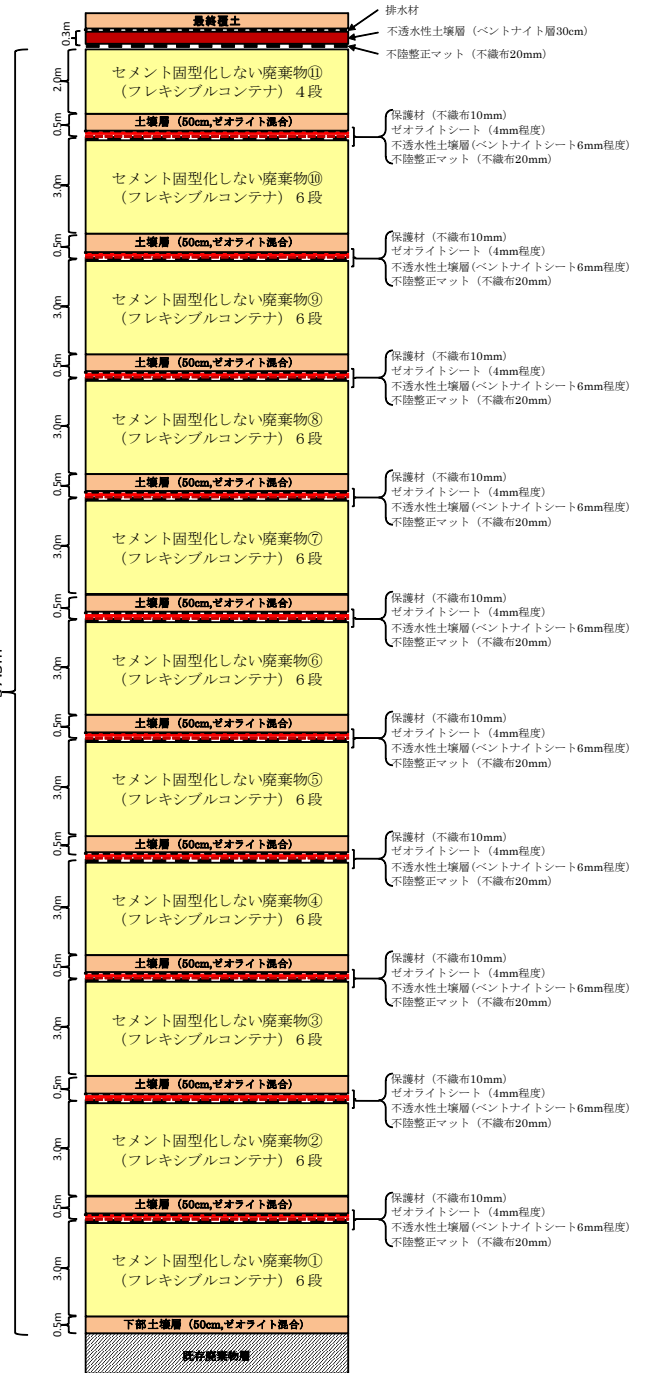 最終覆土
排水材
不透水性土壌層（ベントナイト層30cm）
不陸整正マット（不織布20mm）
0.3m
2.0m
セメント固型化しない廃棄物⑪
（フレキシブルコンテナ）４段
0.5m
土壌層（50cm,ゼオライト混合）
保護材（不織布10mm）
ゼオライトシート（4mm程度）
不透水性土壌層(ベントナイトシート6mm程度)
不陸整正マット（不織布20mm）
3.0m
セメント固型化しない廃棄物⑩
（フレキシブルコンテナ）６段
0.5m
土壌層（50cm,ゼオライト混合）
保護材（不織布10mm）
ゼオライトシート（4mm程度）
不透水性土壌層(ベントナイトシート6mm程度)
不陸整正マット（不織布20mm）
3.0m
セメント固型化しない廃棄物⑨
（フレキシブルコンテナ）６段
0.5m
土壌層（50cm,ゼオライト混合）
保護材（不織布10mm）
ゼオライトシート（4mm程度）
不透水性土壌層(ベントナイトシート6mm程度)
不陸整正マット（不織布20mm）
3.0m
セメント固型化しない廃棄物⑧
（フレキシブルコンテナ）６段
0.5m
土壌層（50cm,ゼオライト混合）
保護材（不織布10mm）
ゼオライトシート（4mm程度）
不透水性土壌層(ベントナイトシート6mm程度)
不陸整正マット（不織布20mm）
3.0m
セメント固型化しない廃棄物⑦
（フレキシブルコンテナ）６段
0.5m
土壌層（50cm,ゼオライト混合）
保護材（不織布10mm）
ゼオライトシート（4mm程度）
不透水性土壌層(ベントナイトシート6mm程度)
不陸整正マット（不織布20mm）
3.0m
セメント固型化しない廃棄物⑥
（フレキシブルコンテナ）６段
0.5m
土壌層（50cm,ゼオライト混合）
保護材（不織布10mm）
ゼオライトシート（4mm程度）
不透水性土壌層(ベントナイトシート6mm程度)
不陸整正マット（不織布20mm）
3.0m
セメント固型化しない廃棄物⑤
（フレキシブルコンテナ）６段
0.5m
土壌層（50cm,ゼオライト混合）
保護材（不織布10mm）
ゼオライトシート（4mm程度）
不透水性土壌層(ベントナイトシート6mm程度)
不陸整正マット（不織布20mm）
3.0m
セメント固型化しない廃棄物④
（フレキシブルコンテナ）６段
0.5m
土壌層（50cm,ゼオライト混合）
保護材（不織布10mm）
ゼオライトシート（4mm程度）
不透水性土壌層(ベントナイトシート6mm程度)
不陸整正マット（不織布20mm）
3.0m
セメント固型化しない廃棄物③
（フレキシブルコンテナ）６段
0.5m
土壌層（50cm,ゼオライト混合）
保護材（不織布10mm）
ゼオライトシート（4mm程度）
不透水性土壌層(ベントナイトシート6mm程度)
不陸整正マット（不織布20mm）
3.0m
セメント固型化しない廃棄物②
（フレキシブルコンテナ）６段
0.5m
土壌層（50cm,ゼオライト混合）
保護材（不織布10mm）
ゼオライトシート（4mm程度）
不透水性土壌層(ベントナイトシート6mm程度)
不陸整正マット（不織布20mm）
3.0m
セメント固型化しない廃棄物①
（フレキシブルコンテナ）６段
0.5m
下部土壌層（50cm,ゼオライト混合）
既存廃棄物層